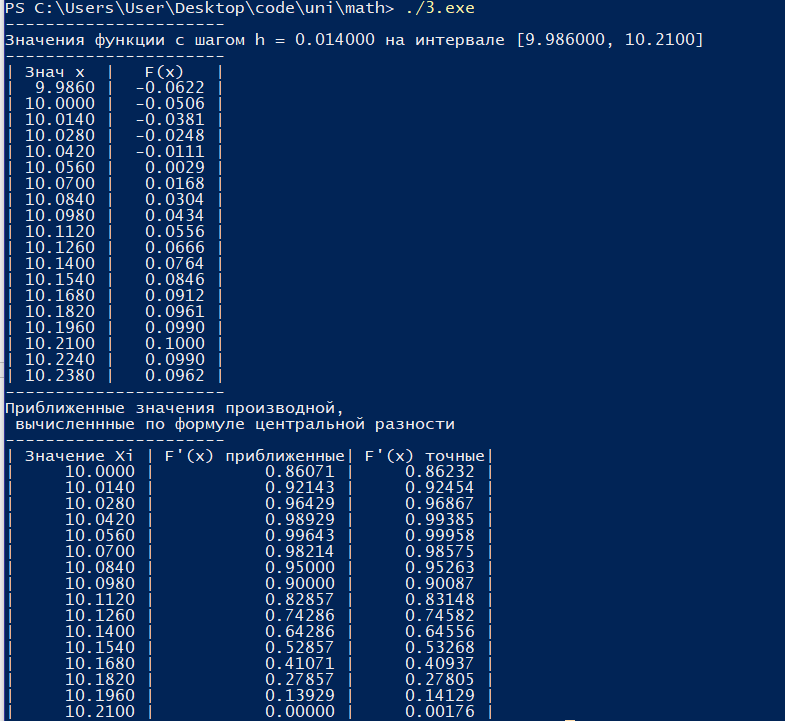 PS C:\Users\User\Desktop\code\uni\math> ./3.exe
----------------------
Значения функции с шагом h = 0.014000 на интервале [9.986000, 10.2100]
----------------------
| Знач x | F(x) |
| 9.9860 | -0.0622 |
| 10.0000 | -0.0506 |
| 10.0140 | -0.0381 |
| 10.0280 | -0.0248 |
| 10.0420 | -0.0111 |
| 10.0560 | 0.0029 |
| 10.0700 | 0.0168 |
| 10.0840 | 0.0304 |
| 10.0980 | 0.0434 |
| 10.1120 | 0.0556 |
| 10.1260 | 0.0666 |
| 10.1400 | 0.0764 |
| 10.1540 | 0.0846 |
| 10.1680 | 0.0912 |
| 10.1820 | 0.0961 |
| 10.1960 | 0.0990 |
| 10.2100 | 0.1000 |
| 10.2240 | 0.0990 |
| 10.2380 | 0.0962 |
----------------------
Приближенные значения производной,
вычисленнные по формуле центральной разности
----------------------
| Значение Xi | F'(x) приближенные| F'(x) точные|
| 10.0000 | 0.86071 | 0.86232 |
| 10.0140 | 0.92143 | 0.92454 |
| 10.0280 | 0.96429 | 0.96867 |
| 10.0420 | 0.98929 | 0.99385 |
| 10.0560 | 0.99643 | 0.99958 |
| 10.0700 | 0.98214 | 0.98575 |
| 10.0840 | 0.95000 | 0.95263 |
| 10.0980 | 0.90000 | 0.90087 |
| 10.1120 | 0.82857 | 0.83148 |
| 10.1260 | 0.74286 | 0.74582 |
| 10.1400 | 0.64286 | 0.64556 |
| 10.1540 | 0.52857 | 0.53268 |
| 10.1680 | 0.41071 | 0.40937 |
| 10.1820 | 0.27857 | 0.27805 |
| 10.1960 | 0.13929 | 0.14129 |
| 10.2100 | 0.00000 | 0.00176 |